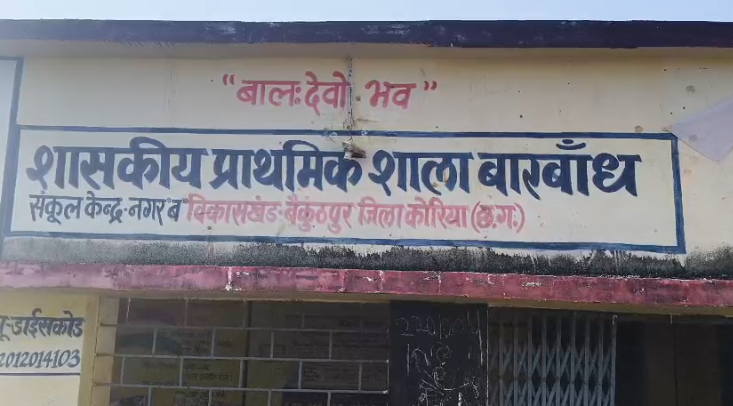 "बालःदेवो भव"
शासकीय प्राथमिक शाला बारबाँध
संकूल केन्द्र-नगर ब विकासखंड-बैकुण्ठपुर जिला कोरिया (छ.ग.)
यू-डाईसकोड
2012014103